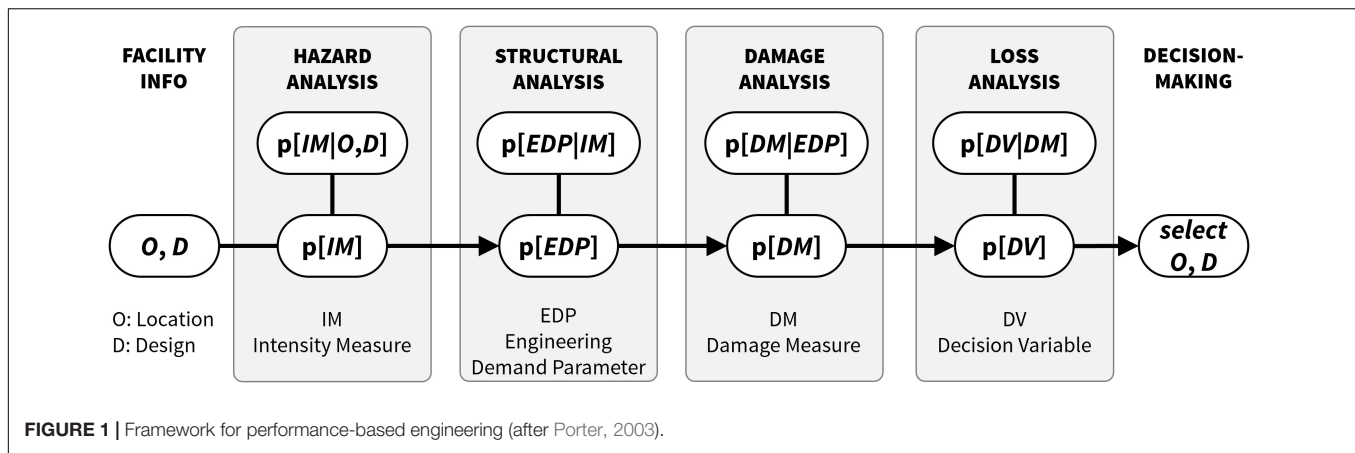 FACILITY
INFO
HAZARD
ANALYSIS
STRUCTURAL
ANALYSIS
DAMAGE
ANALYSIS
LOSS
ANALYSIS
DECISION-
MAKING
p[IM|O,D]
p[EDP|IM]
p[DM|EDP]
p[DV|DM]
O, D
p[IM]
p[EDP]
p[DM]
p[DV]
select
O, D
O: Location
D: Design
IM
Intensity Measure
EDP
Engineering
Demand Parameter
DM
Damage Measure
DV
Decision Variable
FIGURE 1 | Framework for performance-based engineering (after Porter, 2003).